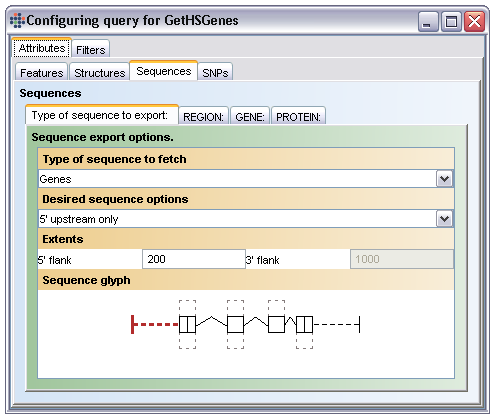 Configuring query for GetHSGenes
Attributes Filters
Features Structures Sequences SNPs
Sequences
Type of sequence to export: REGION: GENE: PROTEIN:
Sequence export options.
Type of sequence to fetch
Genes
Desired sequence options
5' upstream only
Extents
5' flank 200 3' flank 1000
Sequence glyph